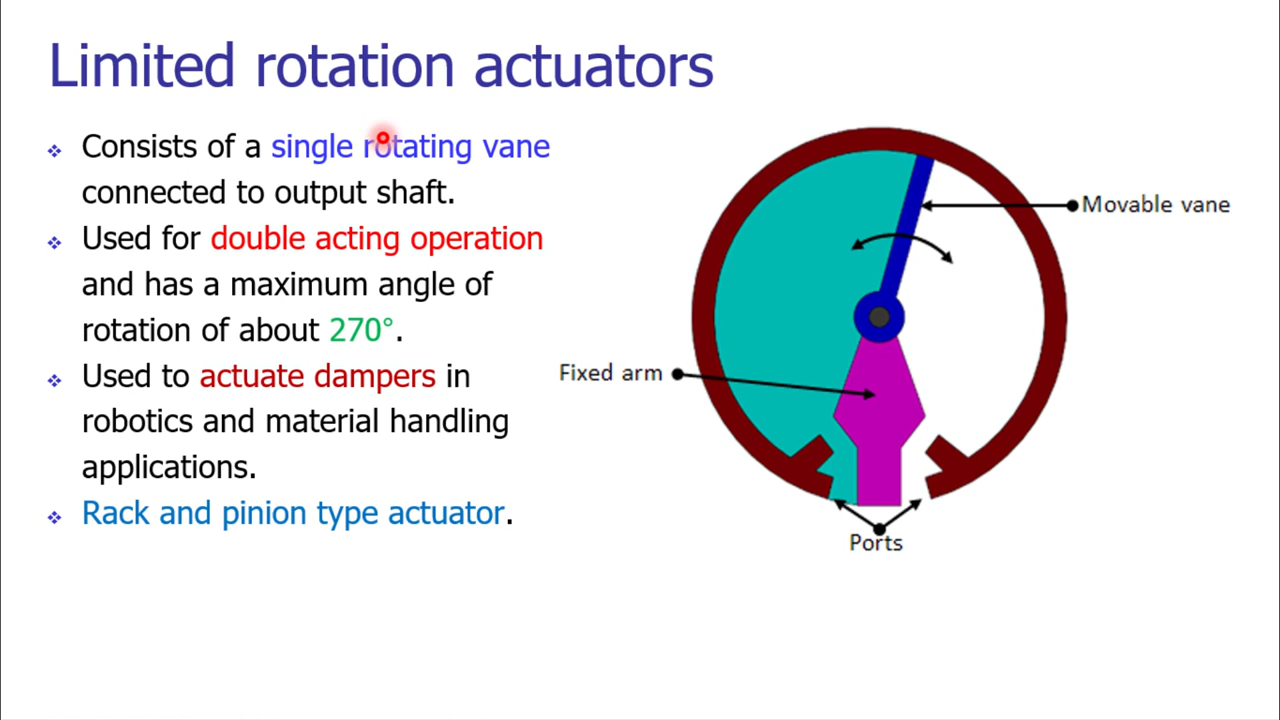 Limited rotation actuators
Consists of a single rotating vane
connected to output shaft.
Used for double acting operation
and has a maximum angle of
rotation of about 270°.
Used to actuate dampers in
robotics and material handling
applications.
Rack and pinion type actuator.
Movable vane
Fixed arm
Ports